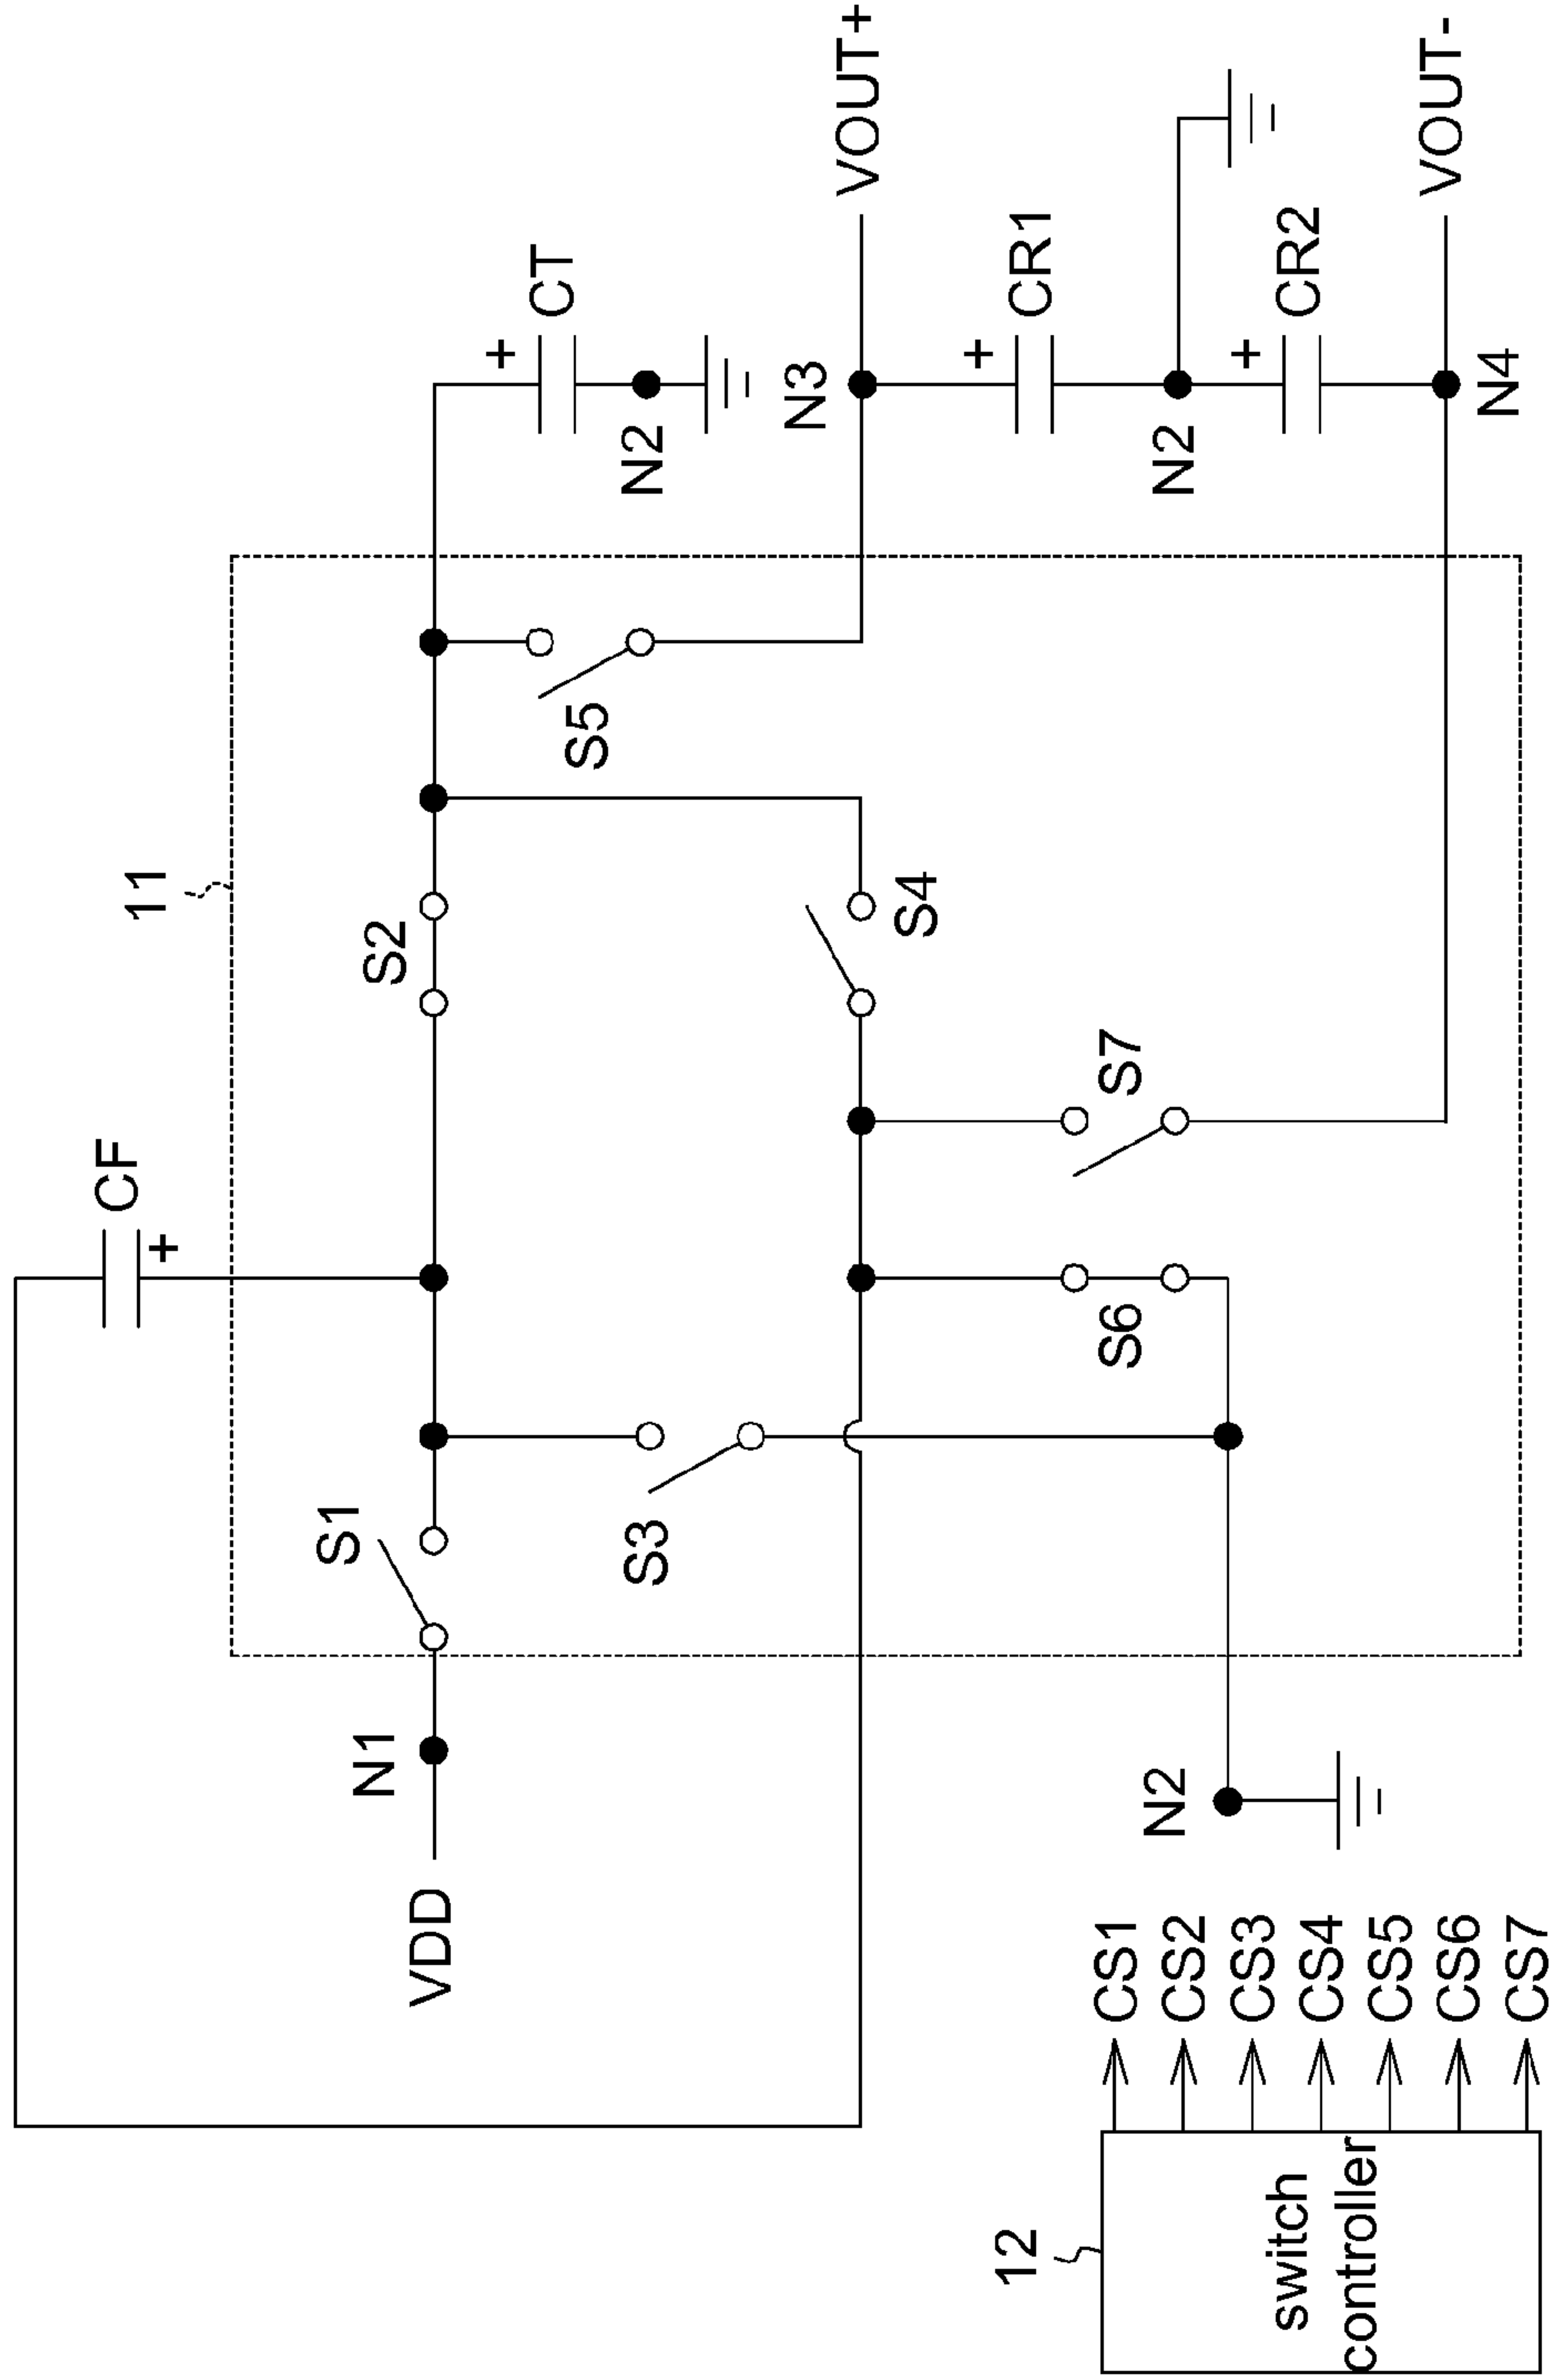 CF
+
11
S1
S2
VDD
N1
S3
S4
S5
S6
S7
+
CT
N2
N3
VOUT+
+
CR1
N2
+
CR2
N4
VOUT-
N2
12
switch
controller
CS1
CS2
CS3
CS4
CS5
CS6
CS7